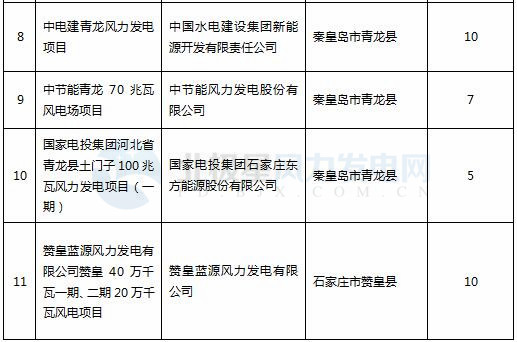 8
中电建青龙风力发电
项目
中国水电建设集团新能
源开发有限责任公司
秦皇岛市青龙县
10
9
中节能青龙 70 兆瓦
风电场项目
中节能风力发电股份有
限公司
秦皇岛市青龙县
7
10
国家电投集团河北省
青龙县土门子 100 兆
瓦风力发电项目（一
期）
国家电投集团石家庄东
方能源股份有限公司
秦皇岛市青龙县
5
11
赞皇蓝源风力发电有
限公司赞皇 40 万千
瓦一期、二期 20 万千
瓦风电项目
赞皇蓝源风力发电有限
公司
石家庄市赞皇县
10
北极星风力发电网